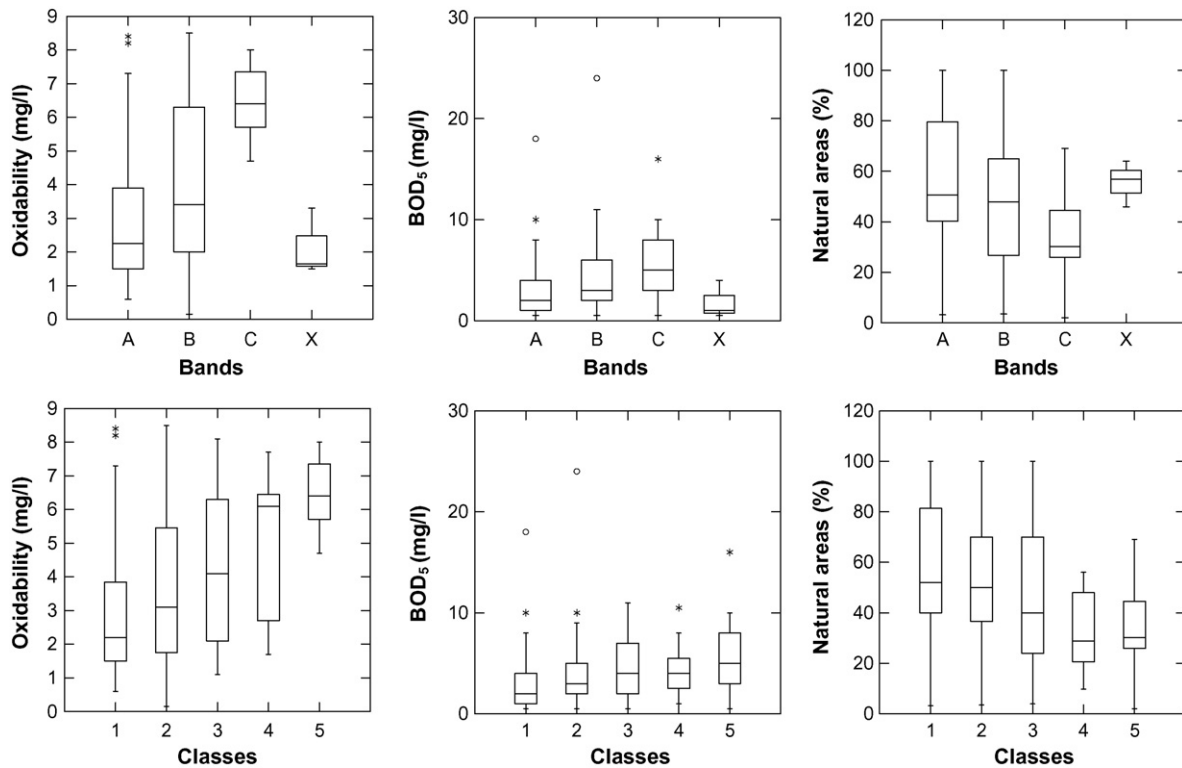 Oxidability (mg/l)
9
8
7
6
5
4
3
2
1
0
A B C X
Bands
BOD₅ (mg/l)
30
20
10
0
A B C X
Bands
Natural areas (%)
120
100
80
60
40
20
0
A B C X
Bands
Oxidability (mg/l)
9
8
7
6
5
4
3
2
1
0
1 2 3 4 5
Classes
BOD₅ (mg/l)
30
20
10
0
1 2 3 4 5
Classes
Natural areas (%)
120
100
80
60
40
20
0
1 2 3 4 5
Classes